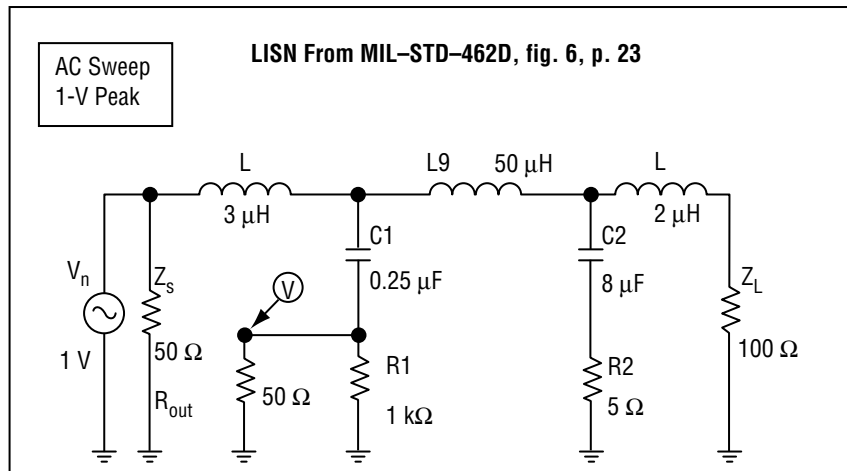 LISN From MIL–STD–462D, fig. 6, p. 23
AC Sweep
1-V Peak
L
3 μH
L9
50 μH
L
2 μH
C1
0.25 μF
C2
8 μF
Vn
1 V
Zs
50 Ω
Rout
V
50 Ω
R1
1 kΩ
R2
5 Ω
ZL
100 Ω